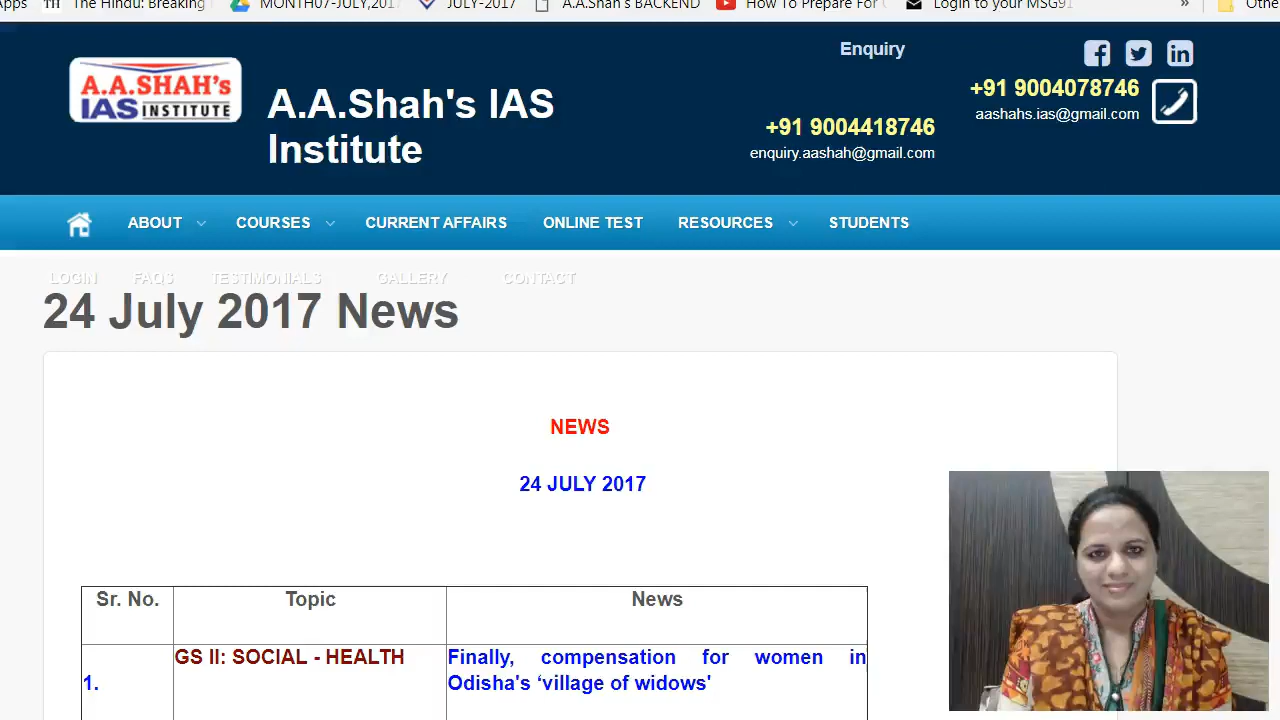 The Hindu: Breaking
MONTH07-JULY,2017
JULY-2017
A.A.Shah's BACKEND
How To Prepare For
Login to your MSG91
»
A.A.SHAH's
IAS INSTITUTE
A.A.Shah's IAS
Institute
Enquiry
+91 9004418746
enquiry.aashah@gmail.com
+91 9004078746
aashahs.ias@gmail.com
ABOUT COURSES CURRENT AFFAIRS ONLINE TEST RESOURCES STUDENTS
LOGIN FAQS TESTIMONIALS GALLERY CONTACT
24 July 2017 News
NEWS
24 JULY 2017
Sr. No. Topic News
1.
GS II: SOCIAL - HEALTH
Finally, compensation for women in
Odisha's ‘village of widows'